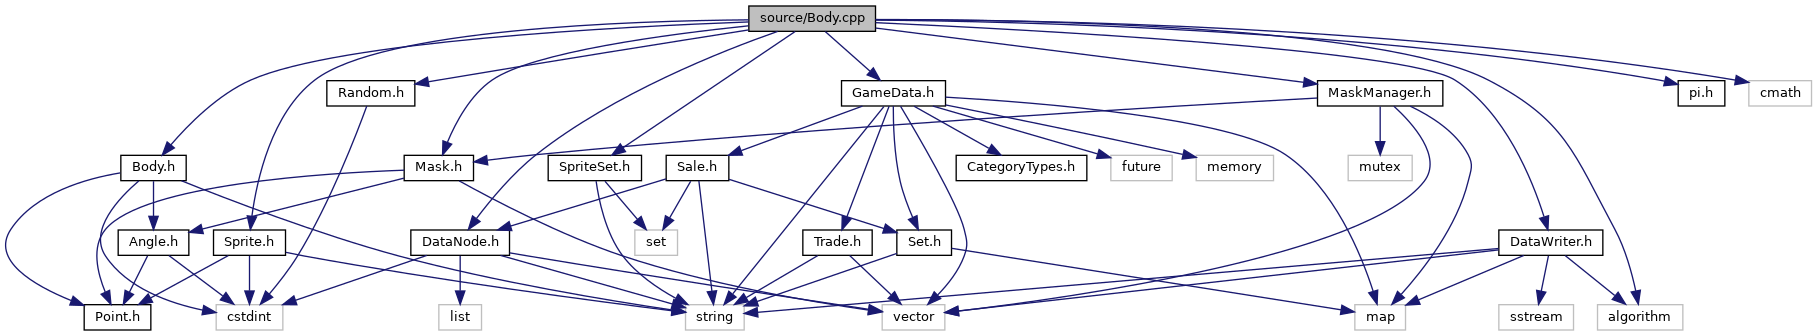 source/Body.cpp
Random.h
GameData.h
MaskManager.h
pi.h
cmath
Body.h
Mask.h
SpriteSet.h
Sale.h
CategoryTypes.h
future
memory
mutex
Angle.h
Sprite.h
DataNode.h
set
Trade.h
Set.h
DataWriter.h
Point.h
cstdint
list
string
vector
map
sstream
algorithm